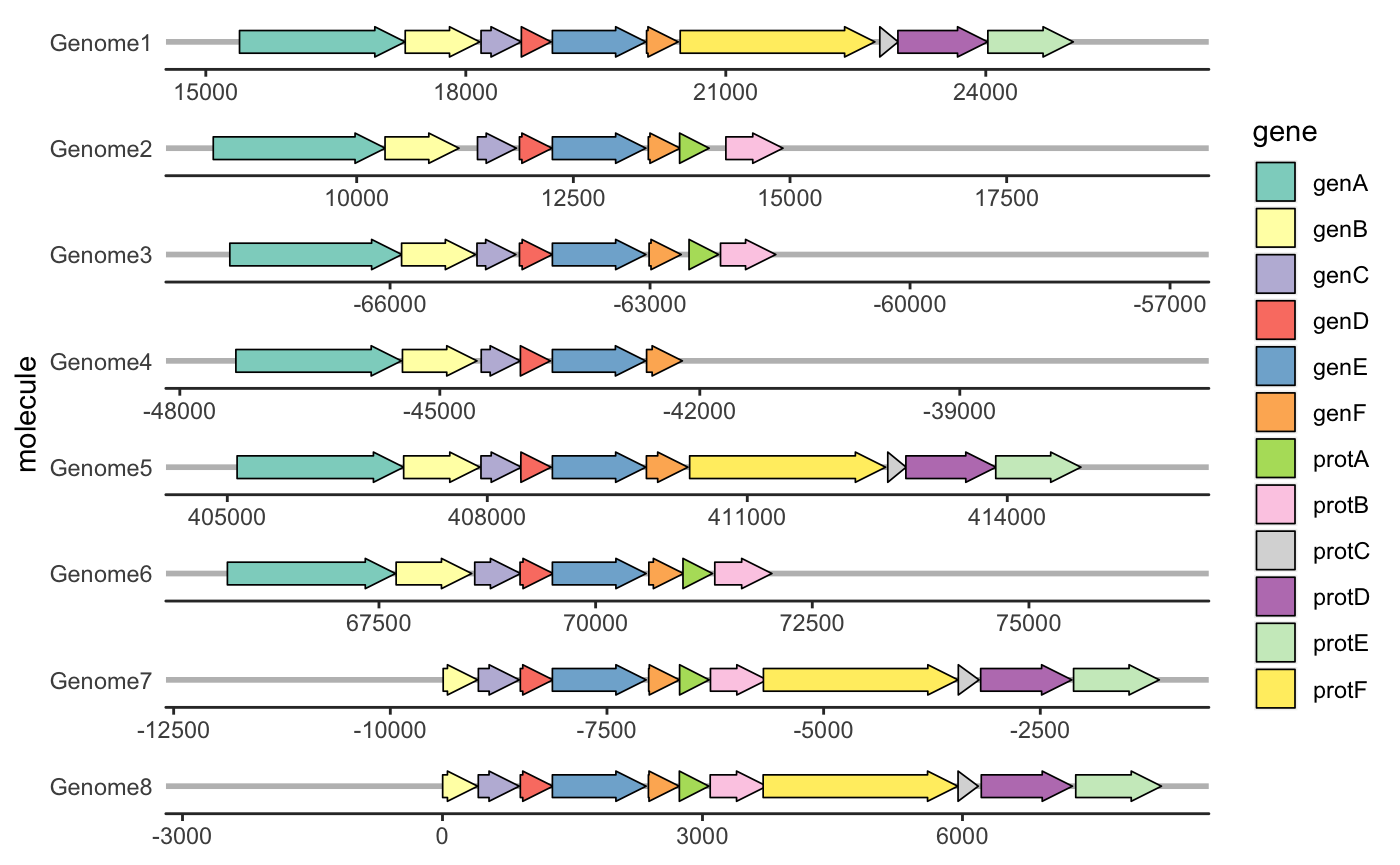 Genome1
15000 18000 21000 24000
Genome2
10000 12500 15000 17500
Genome3
-66000 -63000 -60000 -57000
Genome4
-48000 -45000 -42000 -39000
Genome5
405000 408000 411000 414000
Genome6
67500 70000 72500 75000
Genome7
-12500 -10000 -7500 -5000 -2500
Genome8
-3000 0 3000 6000
molecule
gene
genA
genB
genC
genD
genE
genF
protA
protB
protC
protD
protE
protF